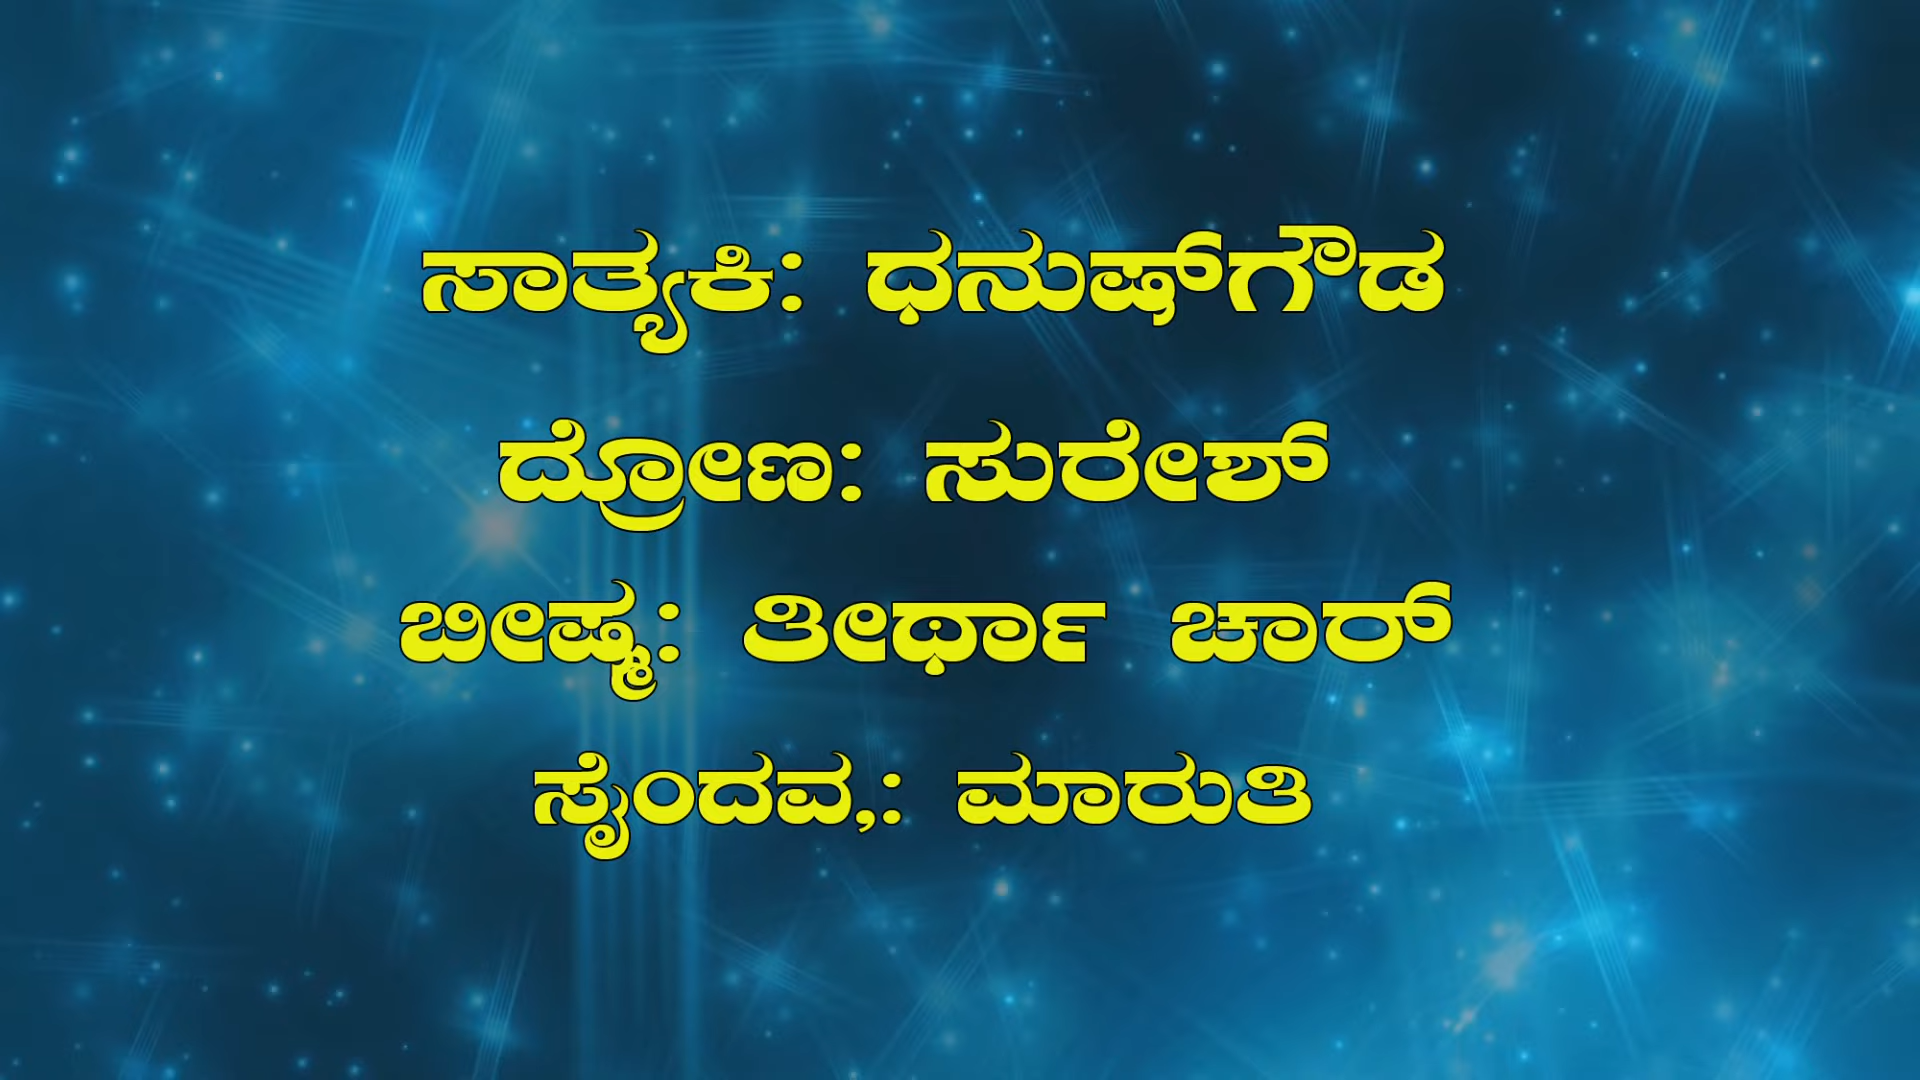 ಸಾತ್ಯಕಿ: ಧನುಷ್‌ಗೌಡ
ದ್ರೋಣ: ಸುರೇಶ್
ಬೀಷ್ಮ: ತೀರ್ಥಾ ಚಾರ್
ಸೈಂದವ,: ಮಾರುತಿ